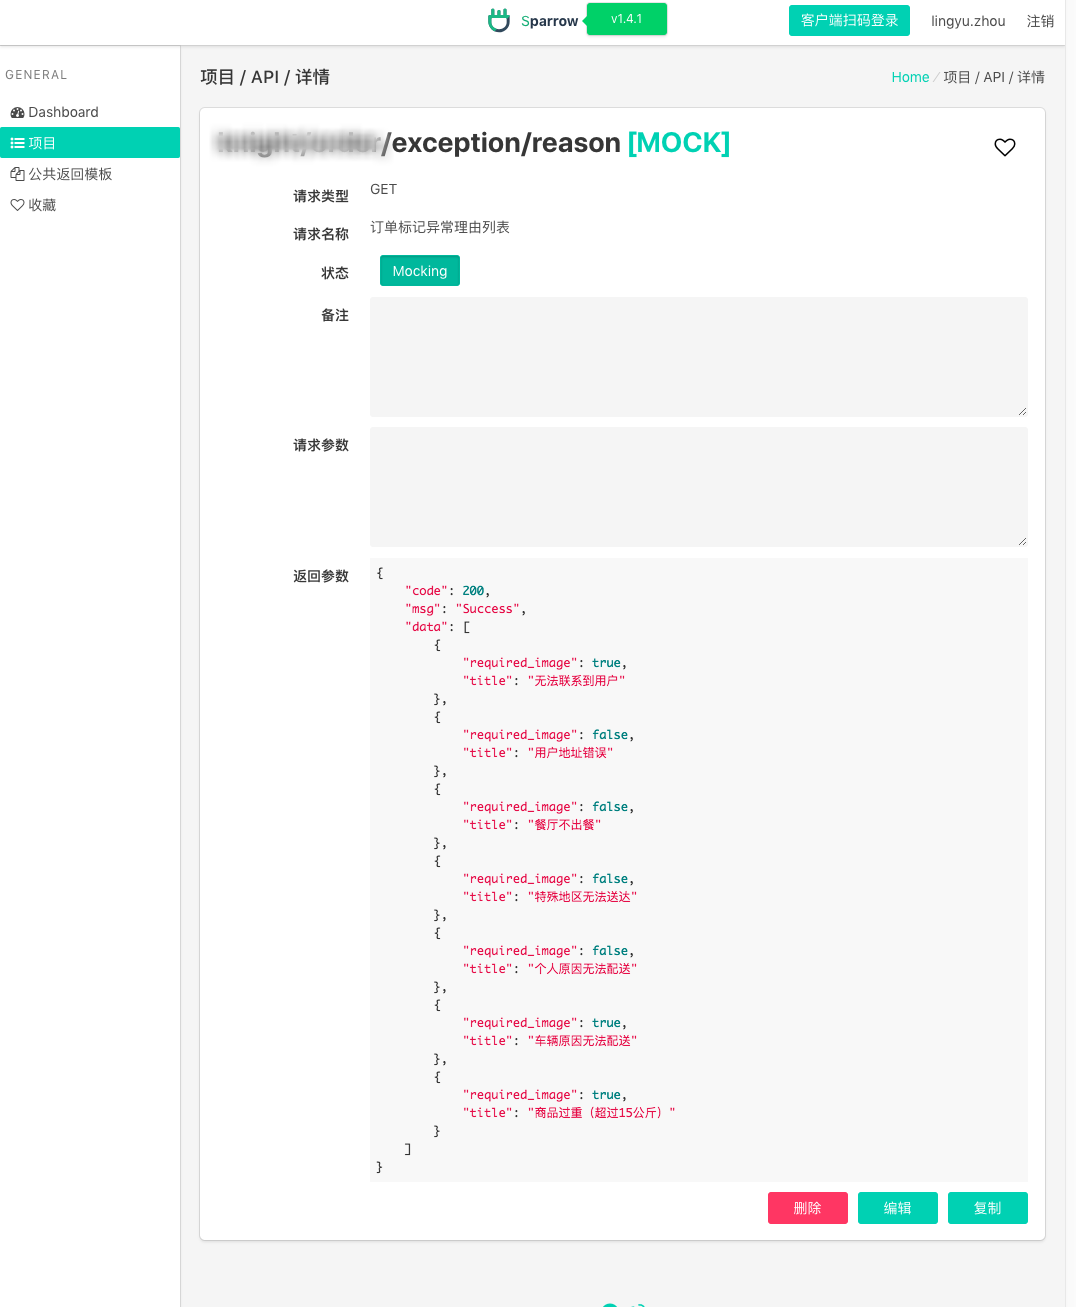 Sparrow v1.4.1 客户端扫码登录 lingyu.zhou 注销
GENERAL
Dashboard
项目
公共返回模板
收藏
项目 / API / 详情
Home / 项目 / API / 详情
/exception/reason [MOCK]
请求类型 GET
请求名称 订单标记异常理由列表
状态 Mocking
备注
请求参数
返回参数
{
    "code": 200,
    "msg": "Success",
    "data": [
        {
            "required_image": true,
            "title": "无法联系到用户"
        },
        {
            "required_image": false,
            "title": "用户地址错误"
        },
        {
            "required_image": false,
            "title": "餐厅不出餐"
        },
        {
            "required_image": false,
            "title": "特殊地区无法送达"
        },
        {
            "required_image": false,
            "title": "个人原因无法配送"
        },
        {
            "required_image": true,
            "title": "车辆原因无法配送"
        },
        {
            "required_image": true,
            "title": "商品过重（超过15公斤）"
        }
    ]
}
删除 编辑 复制